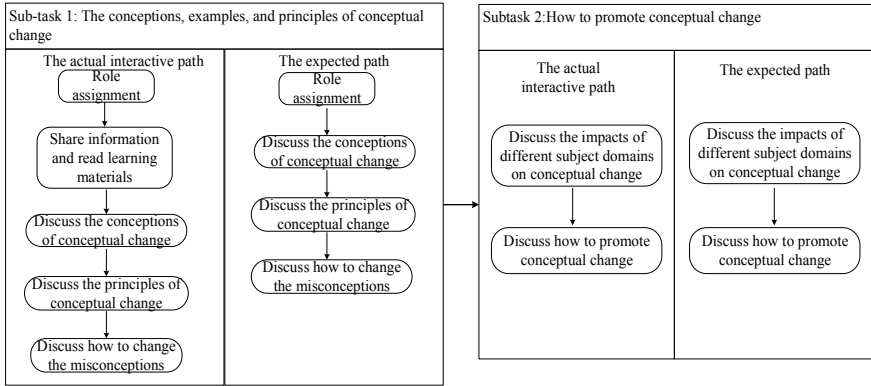 Sub-task 1: The conceptions, examples, and principles of conceptual
change
The actual interactive path
Role
assignment
Share information
and read learning
materials
Discuss the conceptions
of conceptual change
Discuss the principles of
conceptual change
Discuss how to change
the misconceptions
The expected path
Role
assignment
Discuss the conceptions
of conceptual change
Discuss the principles of
conceptual change
Discuss how to change
the misconceptions
Subtask 2:How to promote conceptual change
The actual
interactive path
Discuss the impacts of
different subject domains
on conceptual change
Discuss how to promote
conceptual change
The expected path
Discuss the impacts of
different subject domains
on conceptual change
Discuss how to promote
conceptual change